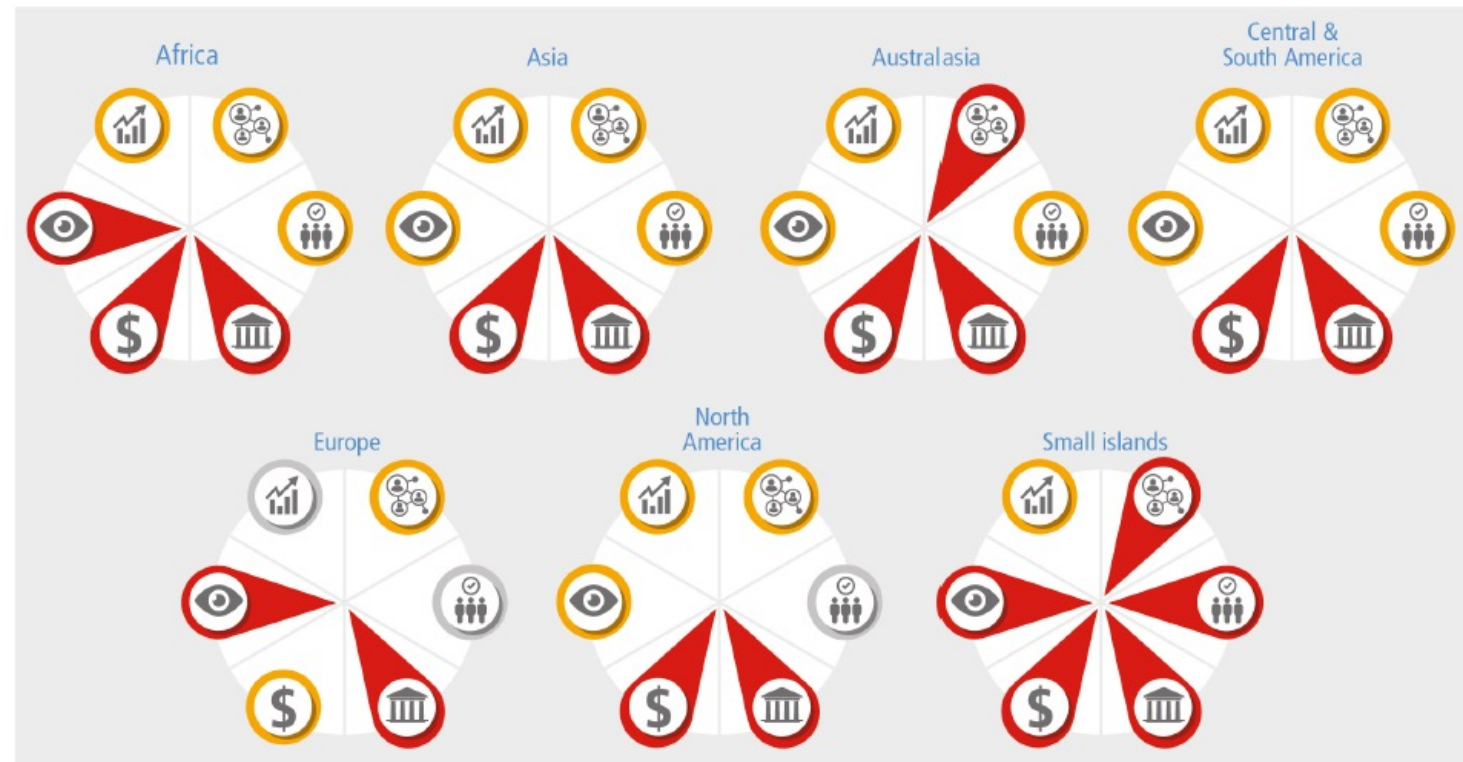 Africa
Asia
Australasia
Central &
South America
$
$
$
$
Europe
North
America
Small islands
$
$
$